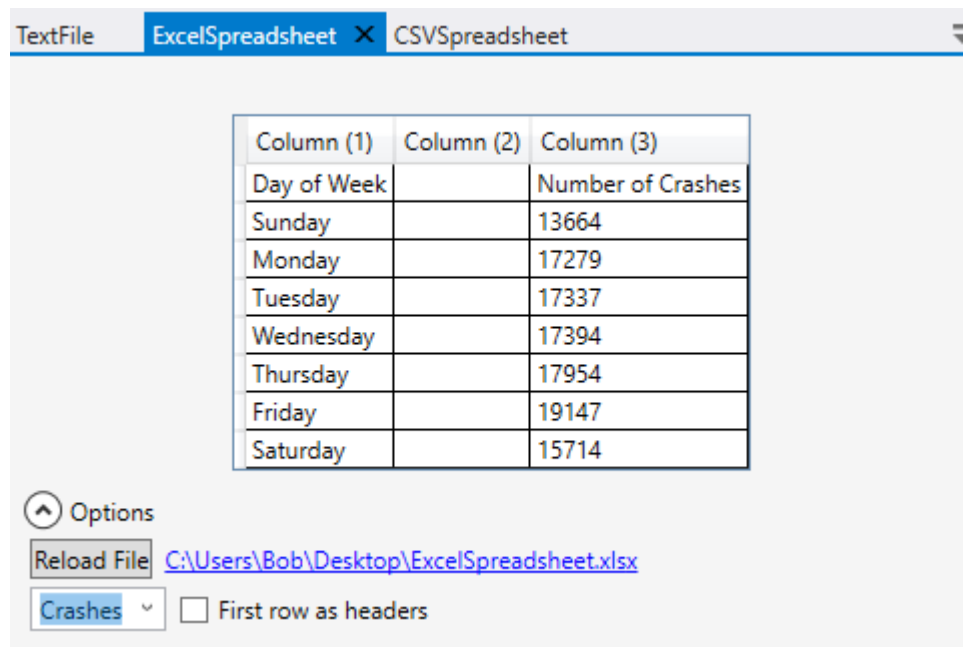 TextFile ExcelSpreadsheet CSVSpreadsheet
Column (1) Column (2) Column (3)
Day of Week Number of Crashes
Sunday 13664
Monday 17279
Tuesday 17337
Wednesday 17394
Thursday 17954
Friday 19147
Saturday 15714
Options
Reload File C:\Users\Bob\Desktop\ExcelSpreadsheet.xlsx
Crashes First row as headers